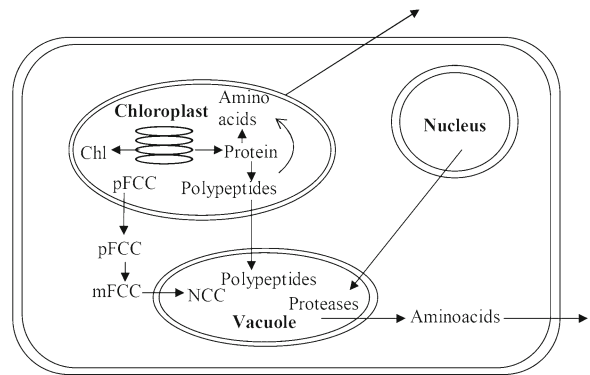 Chloroplast
Amino
acids
Nucleus
Chl
Protein
pFCC
Polypeptides
pFCC
mFCC
NCC
Polypeptides
Proteases
Vacuole
Aminoacids